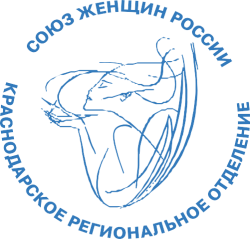 СОЮЗ ЖЕНЩИН РОССИИ
КРАСНОДАРСКОЕ РЕГИОНАЛЬНОЕ ОТДЕЛЕНИЕ